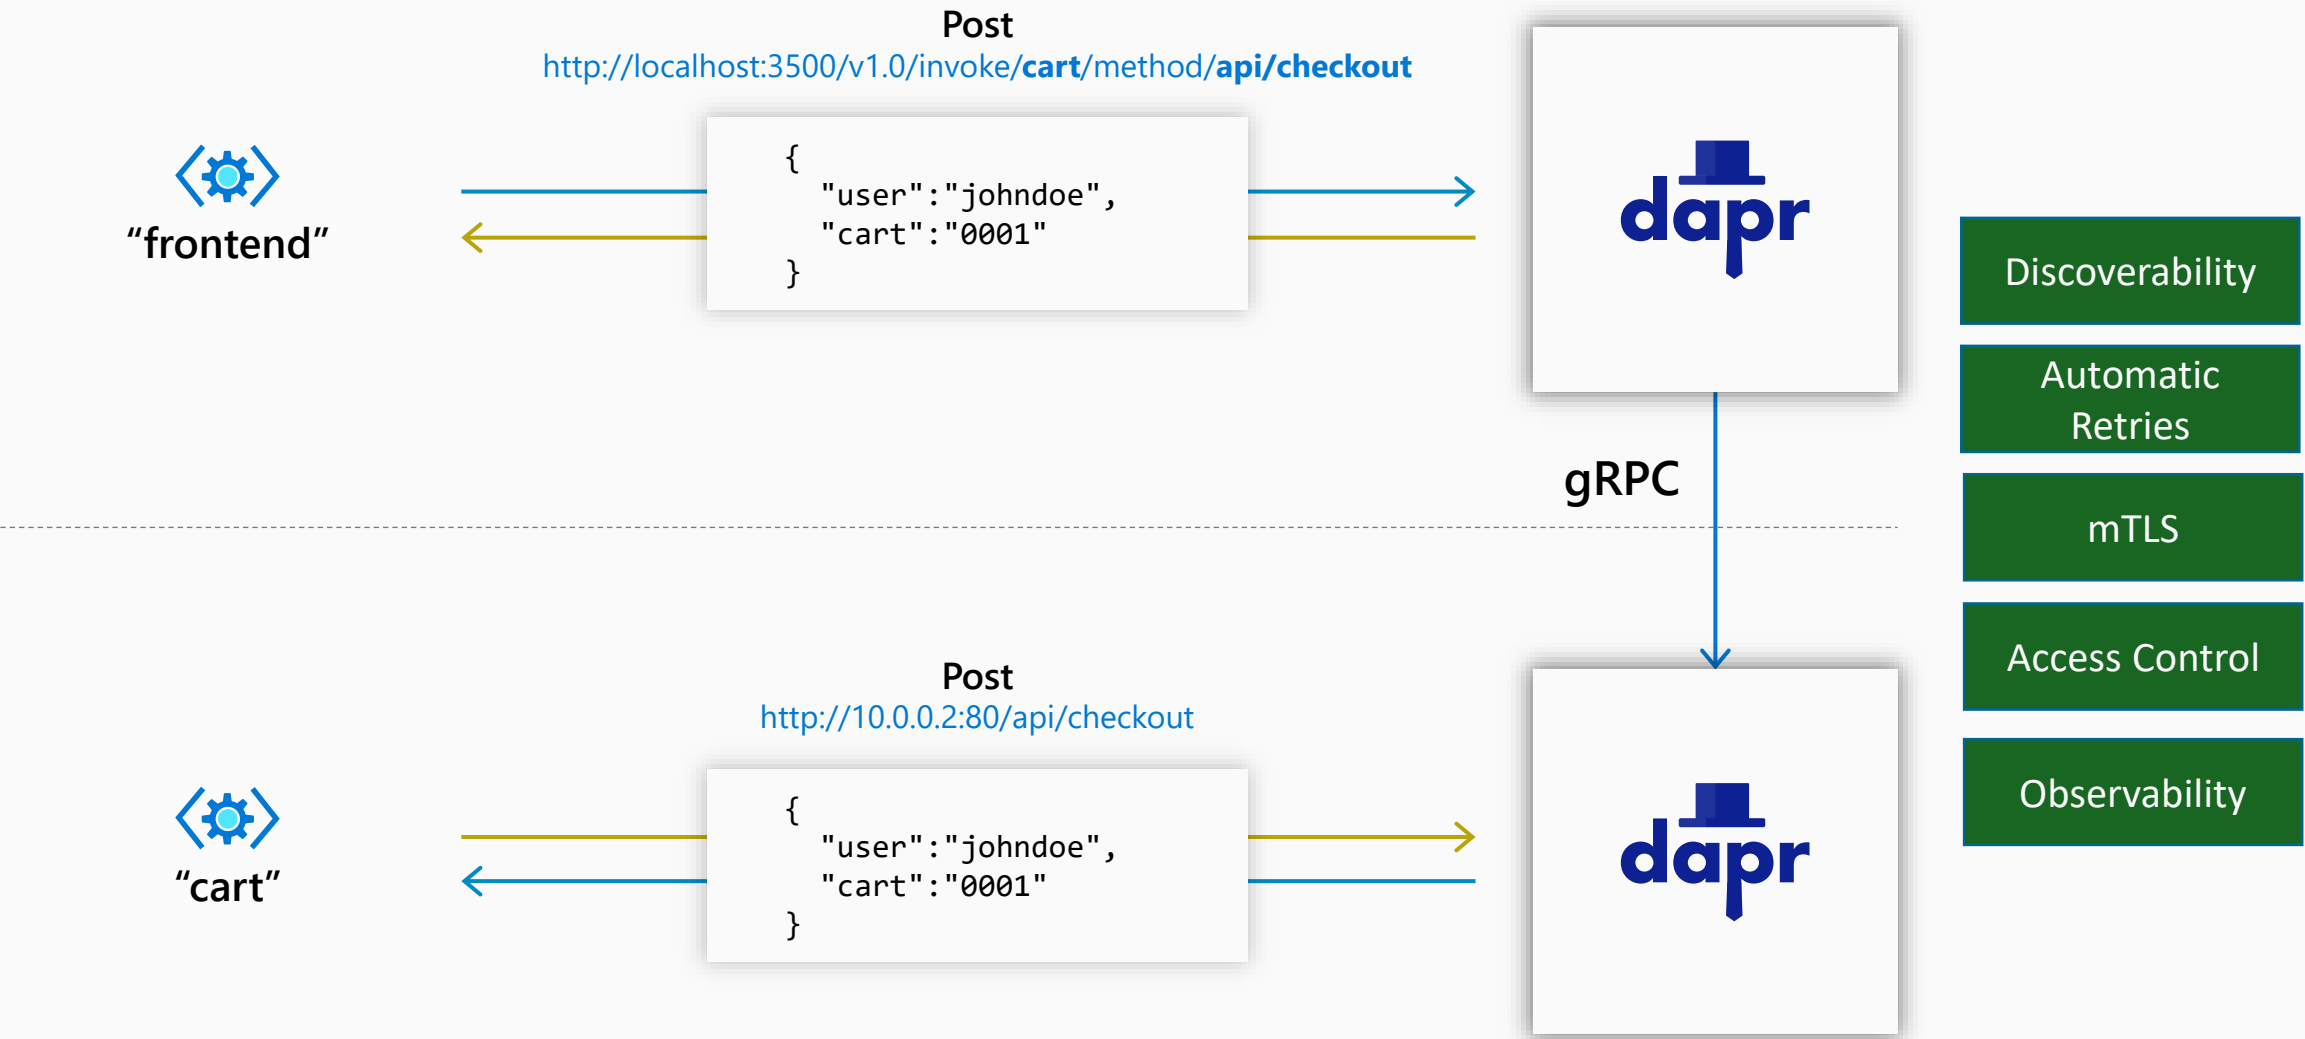 Post
http://localhost:3500/v1.0/invoke/cart/method/api/checkout
{
"user":"johndoe",
"cart":"0001"
}
“frontend”
dapr
Discoverability
Automatic
Retries
gRPC
mTLS
Access Control
Post
http://10.0.0.2:80/api/checkout
{
"user":"johndoe",
"cart":"0001"
}
“cart”
dapr
Observability